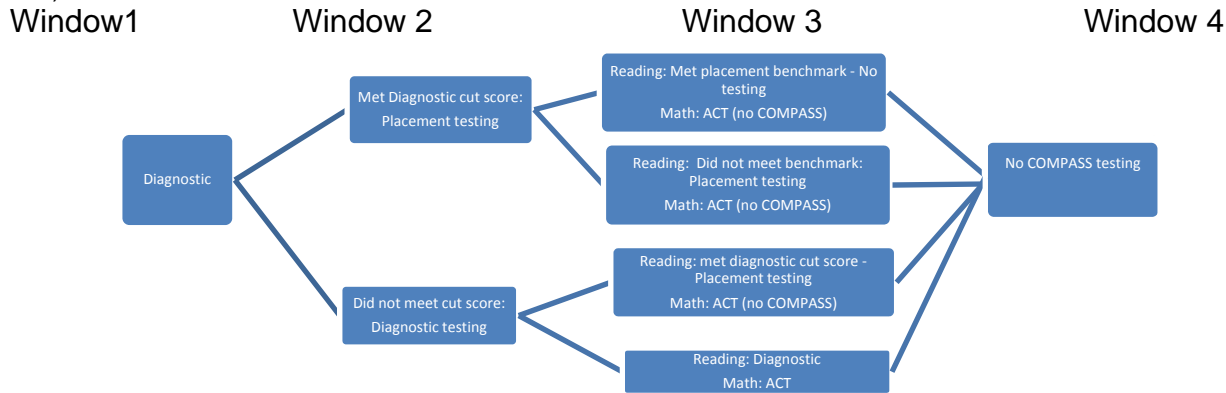 Window1 Window 2 Window 3 Window 4
Diagnostic
Met Diagnostic cut score:
Placement testing
Did not meet cut score:
Diagnostic testing
Reading: Met placement benchmark - No
testing
Math: ACT (no COMPASS)
Reading: Did not meet benchmark:
Placement testing
Math: ACT (no COMPASS)
Reading: met diagnostic cut score -
Placement testing
Math: ACT (no COMPASS)
Reading: Diagnostic
Math: ACT
No COMPASS testing